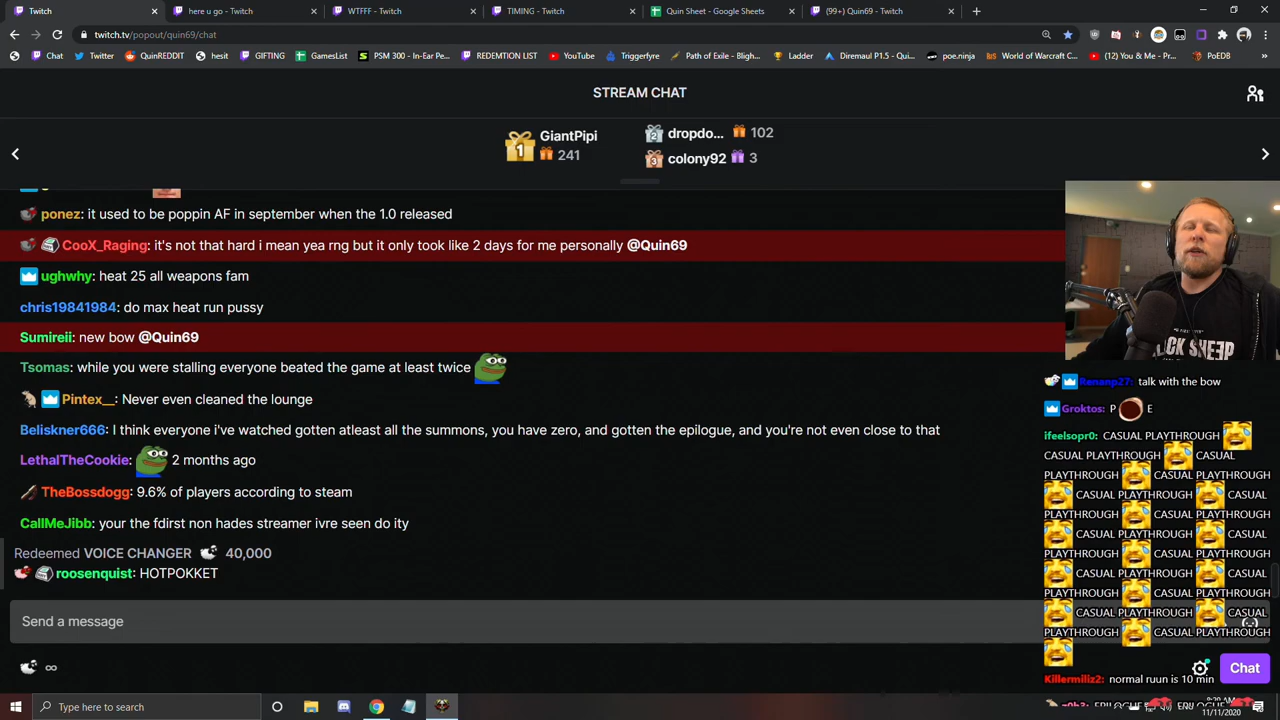 Twitch
here u go - Twitch
WTFFF - Twitch
TIMING - Twitch
Quin Sheet - Google Sheets
(99+) Quin69 - Twitch
twitch.tv/popout/quin69/chat
Chat
Twitter
QuinREDDIT
hesit
GIFTING
GamesList
PSM 300 - In-Ear Pe...
REDEMTION LIST
YouTube
Triggerfyre
Path of Exile - Bligh...
Ladder
Diremaul P1.5 - Qui...
poe.ninja
World of Warcraft C...
(12) You & Me - Pr...
PoEDB
STREAM CHAT
1 GiantPipi
241
2 dropdo... 102
3 colony92 3
ponez: it used to be poppin AF in september when the 1.0 released
CooX_Raging: it's not that hard i mean yea rng but it only took like 2 days for me personally @Quin69
ughwhy: heat 25 all weapons fam
chris19841984: do max heat run pussy
Sumireii: new bow @Quin69
Tsomas: while you were stalling everyone beated the game at least twice
Pintex__: Never even cleaned the lounge
Beliskner666: I think everyone i've watched gotten atleast all the summons, you have zero, and gotten the epilogue, and you're not even close to that
LethalTheCookie: 2 months ago
TheBossdogg: 9.6% of players according to steam
CallMeJibb: your the fdirst non hades streamer ivre seen do ity
Redeemed VOICE CHANGER 40,000
roosenquist: HOTPOKKET
Send a message
∞
Chat
Renanp27: talk with the bow
Groktos: P E
ifeelsopr0: CASUAL PLAYTHROUGH
CASUAL PLAYTHROUGH CASUAL
PLAYTHROUGH CASUAL PLAYTHROUGH
CASUAL PLAYTHROUGH CASUAL
PLAYTHROUGH CASUAL PLAYTHROUGH
CASUAL PLAYTHROUGH CASUAL
PLAYTHROUGH CASUAL PLAYTHROUGH
CASUAL PLAYTHROUGH CASUAL
PLAYTHROUGH CASUAL PLAYTHROUGH
CASUAL PLAYTHROUGH CASUAL
PLAYTHROUGH CASUAL PLAYTHROUGH
Killermiliz2: normal ruun is 10 min
Type here to search
11/11/2020